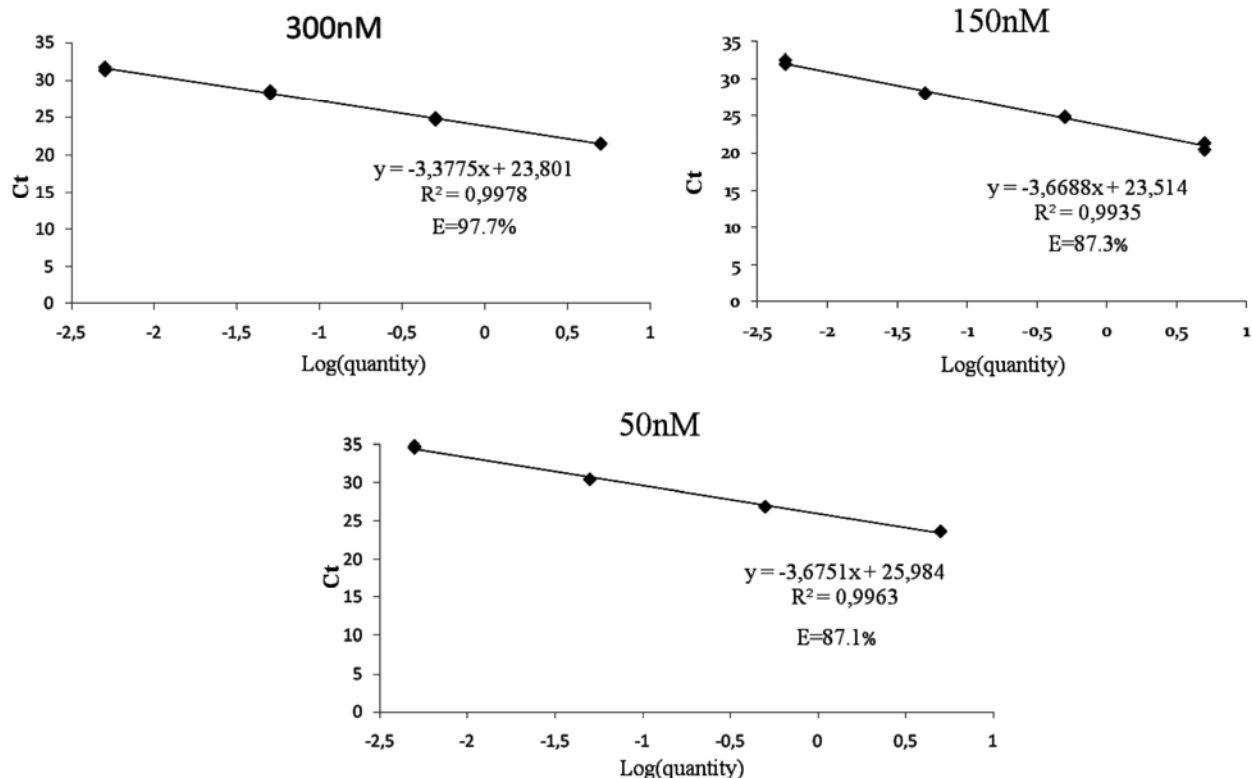 300nM
35
30
25
20
15
10
5
0
Ct
y = -3,3775x + 23,801
R² = 0,9978
E=97.7%
-2,5 -2 -1,5 -1 -0,5 0 0,5 1
Log(quantity)
150nM
35
30
25
20
15
10
5
0
Ct
y = -3,6688x + 23,514
R² = 0,9935
E=87.3%
-2,5 -2 -1,5 -1 -0,5 0 0,5 1
Log(quantity)
50nM
35
30
25
20
15
10
5
0
Ct
y = -3,6751x + 25,984
R² = 0,9963
E=87.1%
-2,5 -2 -1,5 -1 -0,5 0 0,5 1
Log(quantity)